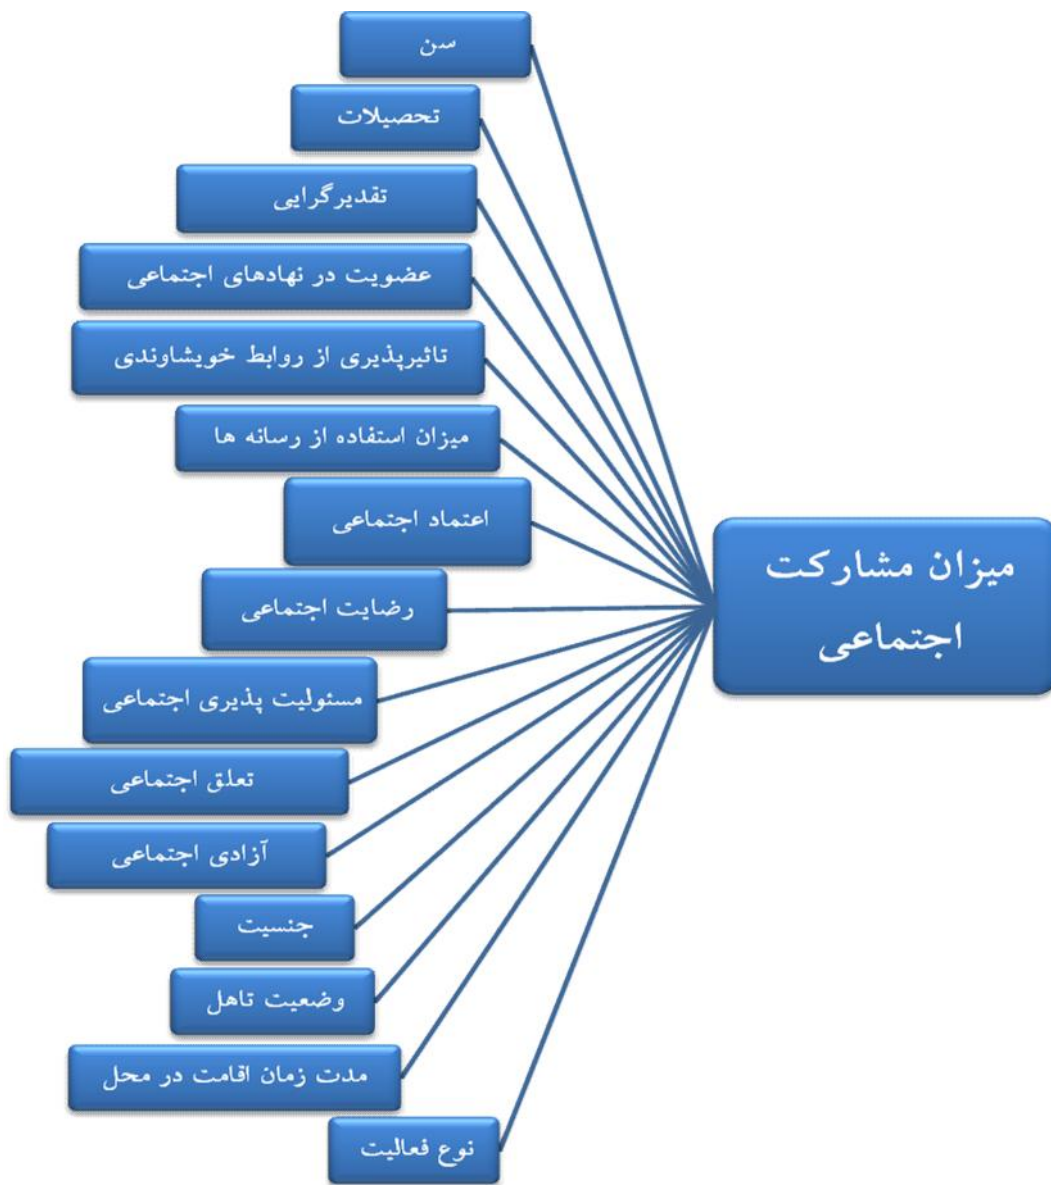 سن
تحصیلات
تقدیرگرایی
عضویت در نهادهای اجتماعی
تاثیرپذیری از روابط خویشاوندی
میزان استفاده از رسانه ها
اعتماد اجتماعی
رضایت اجتماعی
مسئولیت پذیری اجتماعی
تعلق اجتماعی
آزادی اجتماعی
جنسیت
وضعیت تاهل
مدت زمان اقامت در محل
نوع فعالیت
میزان مشارکت
اجتماعی